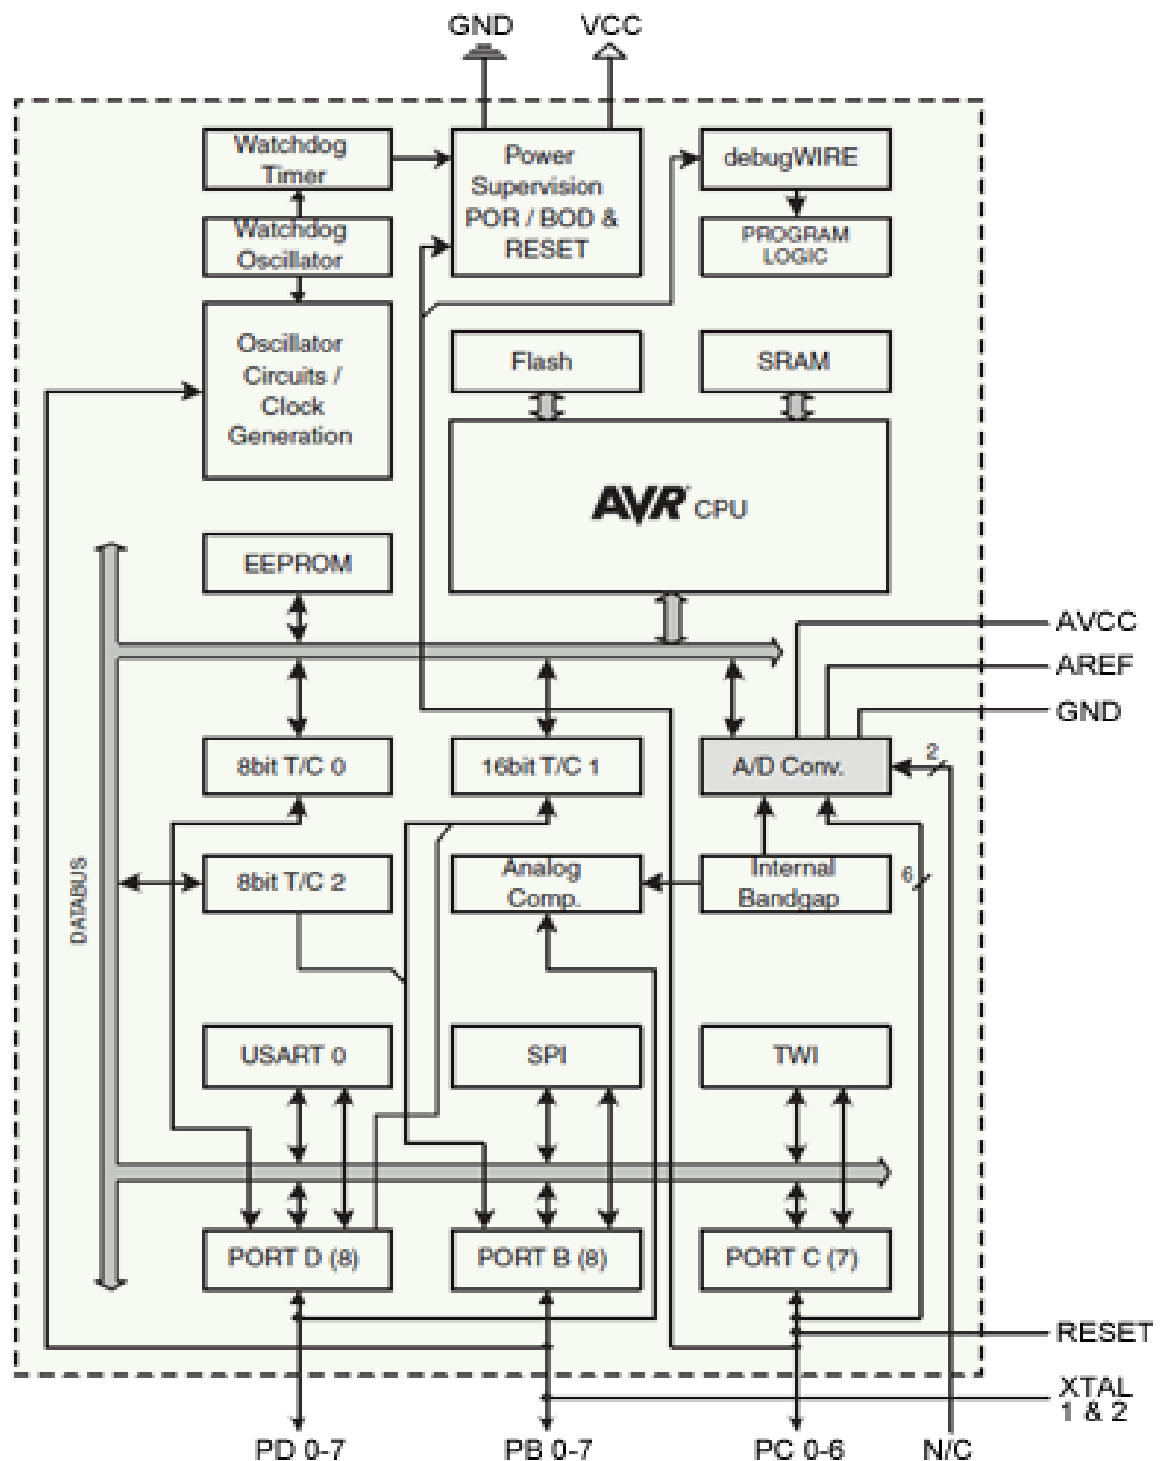 GND
VCC
Watchdog
Timer
Power
Supervision
POR / BOD &
RESET
debugWIRE
Watchdog
Oscillator
PROGRAM
LOGIC
Oscillator
Circuits /
Clock
Generation
Flash
SRAM
AVR CPU
EEPROM
AVCC
AREF
GND
8bit T/C 0
16bit T/C 1
A/D Conv.
2
DATABUS
8bit T/C 2
Analog
Comp.
Internal
Bandgap
6
USART 0
SPI
TWI
PORT D (8)
PORT B (8)
PORT C (7)
RESET
XTAL
1 & 2
PD 0-7
PB 0-7
PC 0-6
N/C